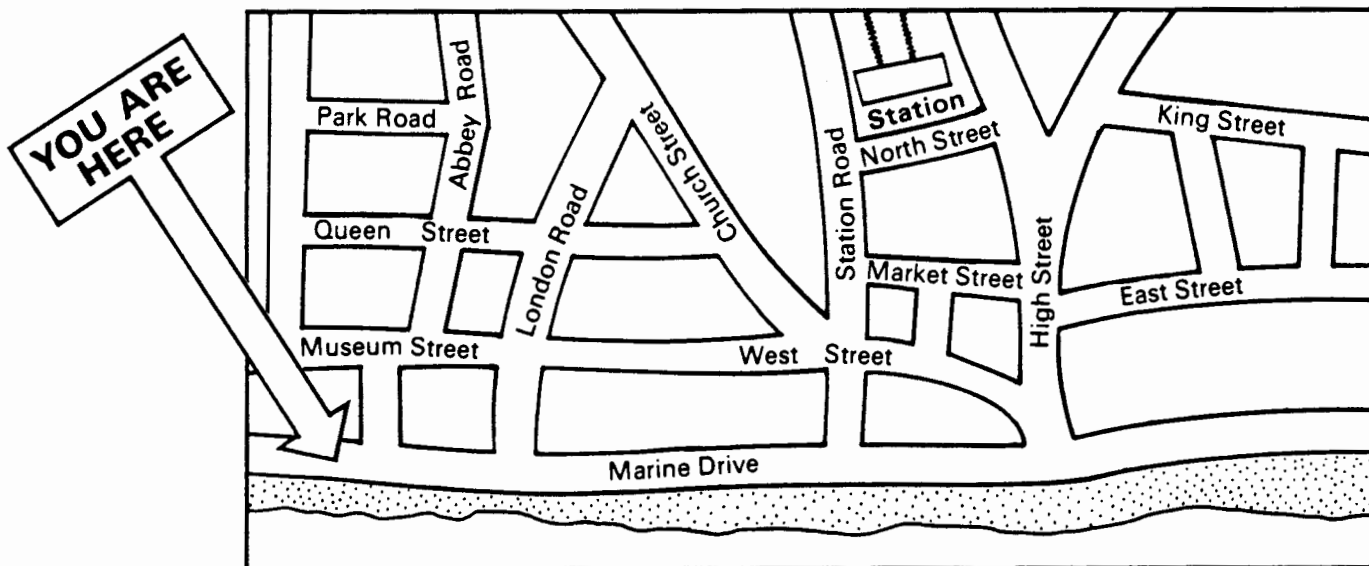 YOU ARE
HERE
Park Road
Abbey Road
Queen Street
Museum Street
London Road
Church Street
West Street
Marine Drive
Station Road
Station
North Street
Market Street
High Street
King Street
East Street